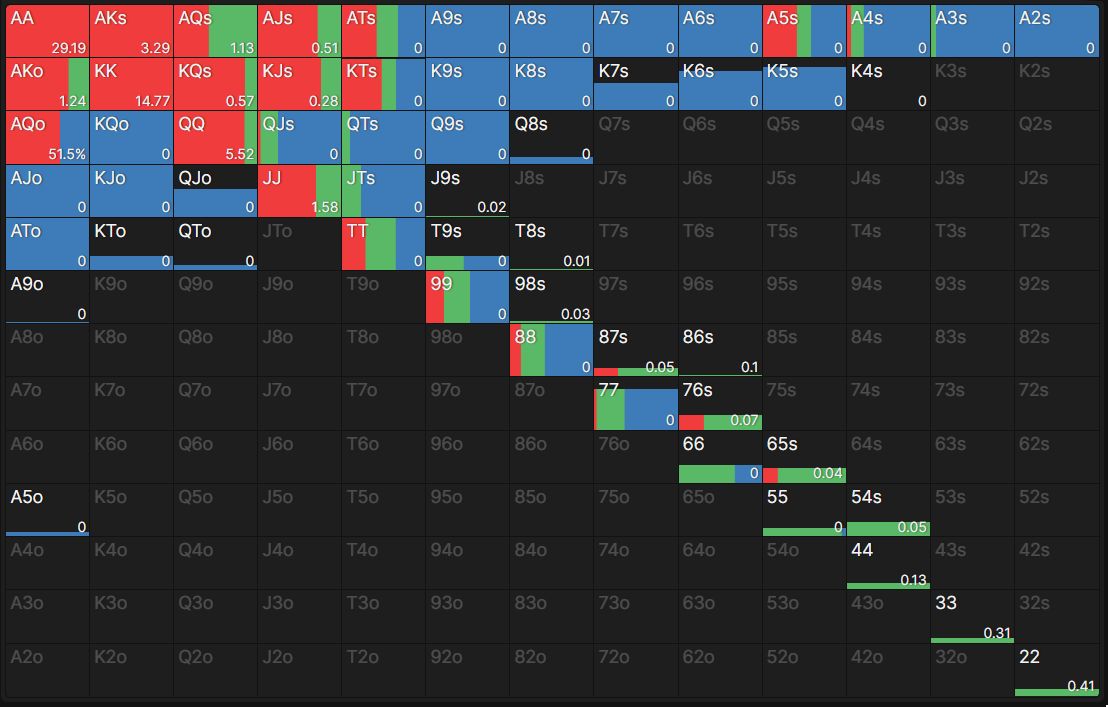 AA AKs AQs AJs ATs A9s A8s A7s A6s A5s A4s A3s A2s
29.19 3.29 1.13 0.51 0 0 0 0 0 0 0 0 0
AKo KK KQs KJs KTs K9s K8s K7s K6s K5s K4s K3s K2s
1.24 14.77 0.57 0.28 0 0 0 0 0 0 0
AQo KQo QQ QJs QTs Q9s Q8s Q7s Q6s Q5s Q4s Q3s Q2s
51.5% 0 5.52 0 0 0 0
AJo KJo QJo JJ JTs J9s J8s J7s J6s J5s J4s J3s J2s
0 0 0 1.58 0 0.02
ATo KTo QTo JTo TT T9s T8s T7s T6s T5s T4s T3s T2s
0 0 0 0 0 0.01
A9o K9o Q9o J9o T9o 99 98s 97s 96s 95s 94s 93s 92s
0 0 0.03
A8o K8o Q8o J8o T8o 98o 88 87s 86s 85s 84s 83s 82s
0 0.05 0.1
A7o K7o Q7o J7o T7o 97o 87o 77 76s 75s 74s 73s 72s
0 0.07
A6o K6o Q6o J6o T6o 96o 86o 76o 66 65s 64s 63s 62s
0 0.04
A5o K5o Q5o J5o T5o 95o 85o 75o 65o 55 54s 53s 52s
0 0 0.05
A4o K4o Q4o J4o T4o 94o 84o 74o 64o 54o 44 43s 42s
0.13
A3o K3o Q3o J3o T3o 93o 83o 73o 63o 53o 43o 33 32s
0.31
A2o K2o Q2o J2o T2o 92o 82o 72o 62o 52o 42o 32o 22
0.41